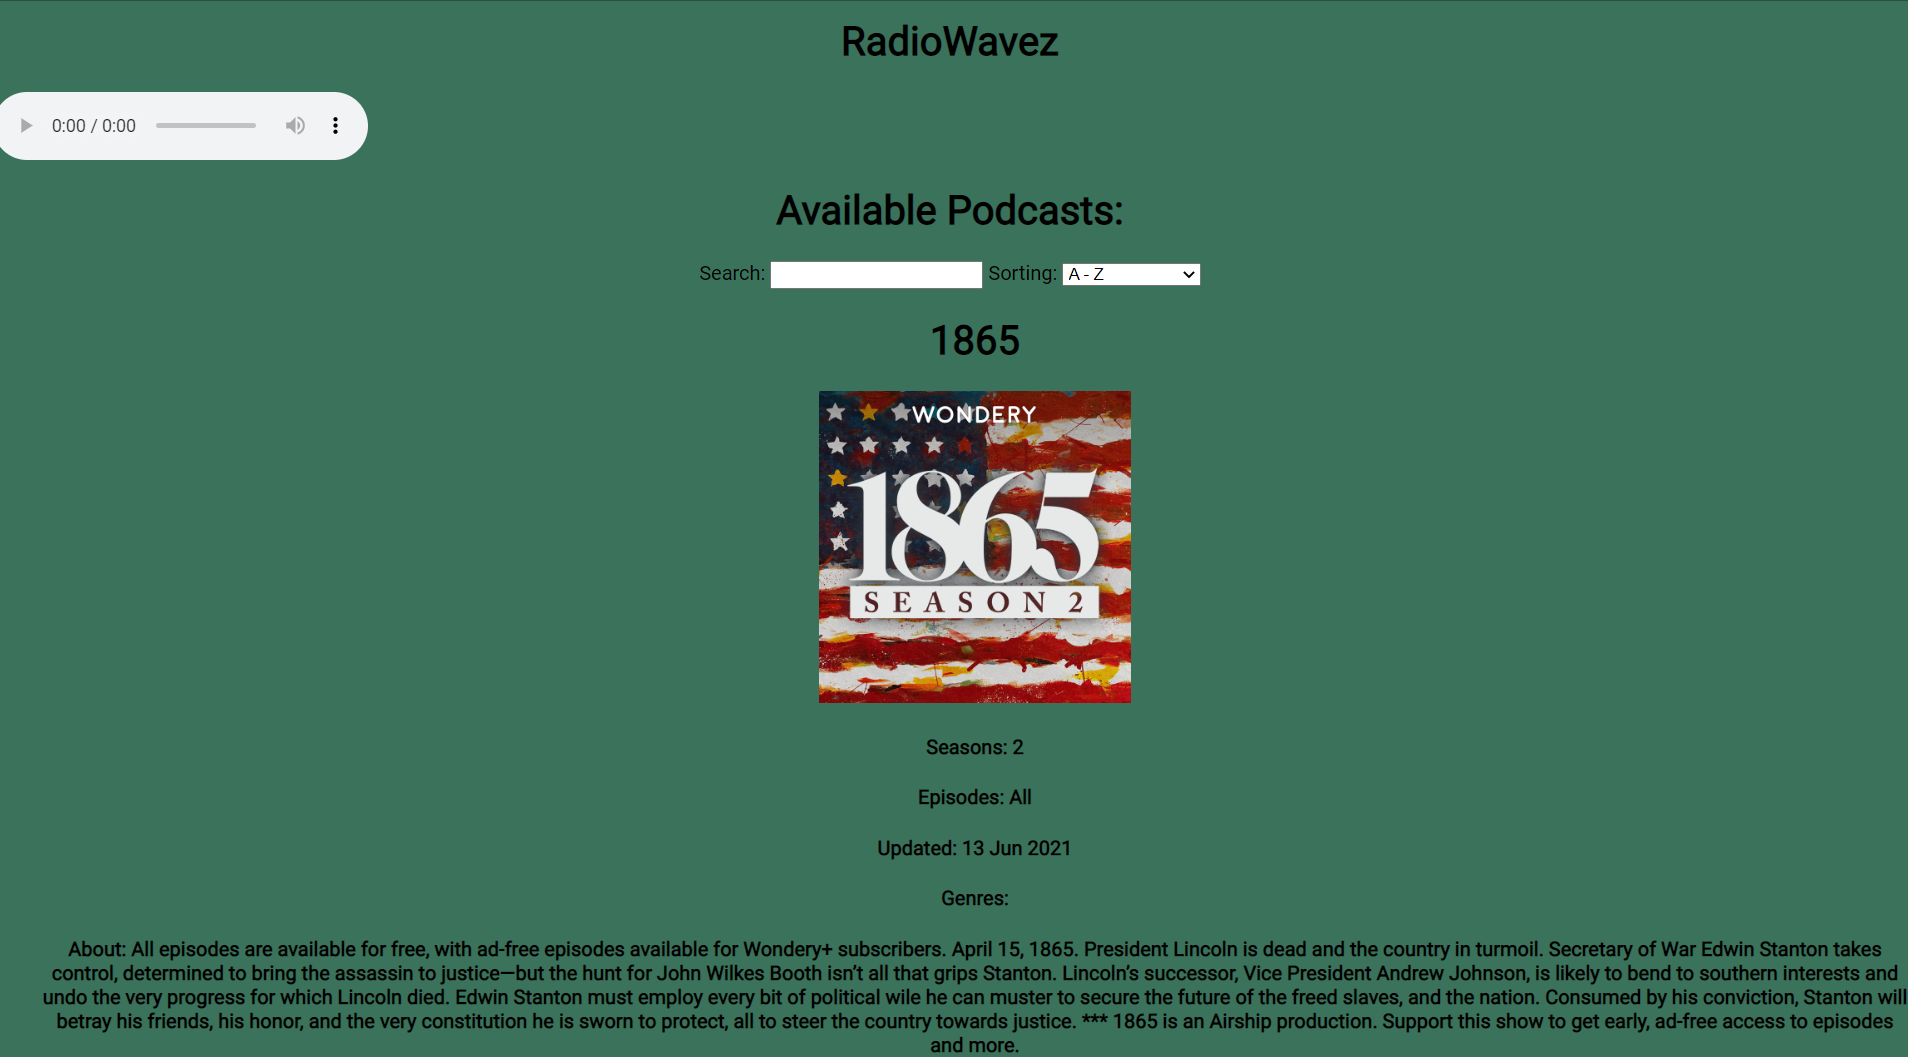 RadioWavez
0:00 / 0:00
Available Podcasts:
Search: Sorting: A - Z
1865
WONDERY
1865
SEASON 2
Seasons: 2
Episodes: All
Updated: 13 Jun 2021
Genres:
About: All episodes are available for free, with ad-free episodes available for Wondery+ subscribers. April 15, 1865. President Lincoln is dead and the country in turmoil. Secretary of War Edwin Stanton takes
control, determined to bring the assassin to justice—but the hunt for John Wilkes Booth isn’t all that grips Stanton. Lincoln’s successor, Vice President Andrew Johnson, is likely to bend to southern interests and
undo the very progress for which Lincoln died. Edwin Stanton must employ every bit of political wile he can muster to secure the future of the freed slaves, and the nation. Consumed by his conviction, Stanton will
betray his friends, his honor, and the very constitution he is sworn to protect, all to steer the country towards justice. *** 1865 is an Airship production. Support this show to get early, ad-free access to episodes
and more.